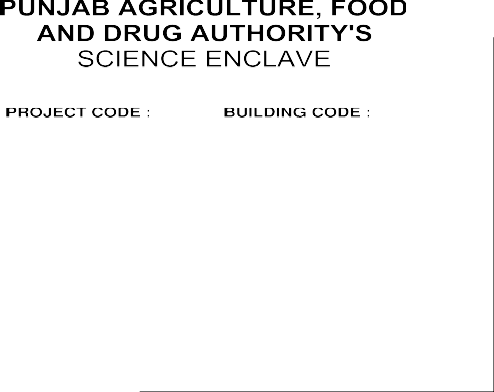 PUNJAB AGRICULTURE, FOOD
AND DRUG AUTHORITY'S
SCIENCE ENCLAVE
PROJECT CODE : BUILDING CODE :